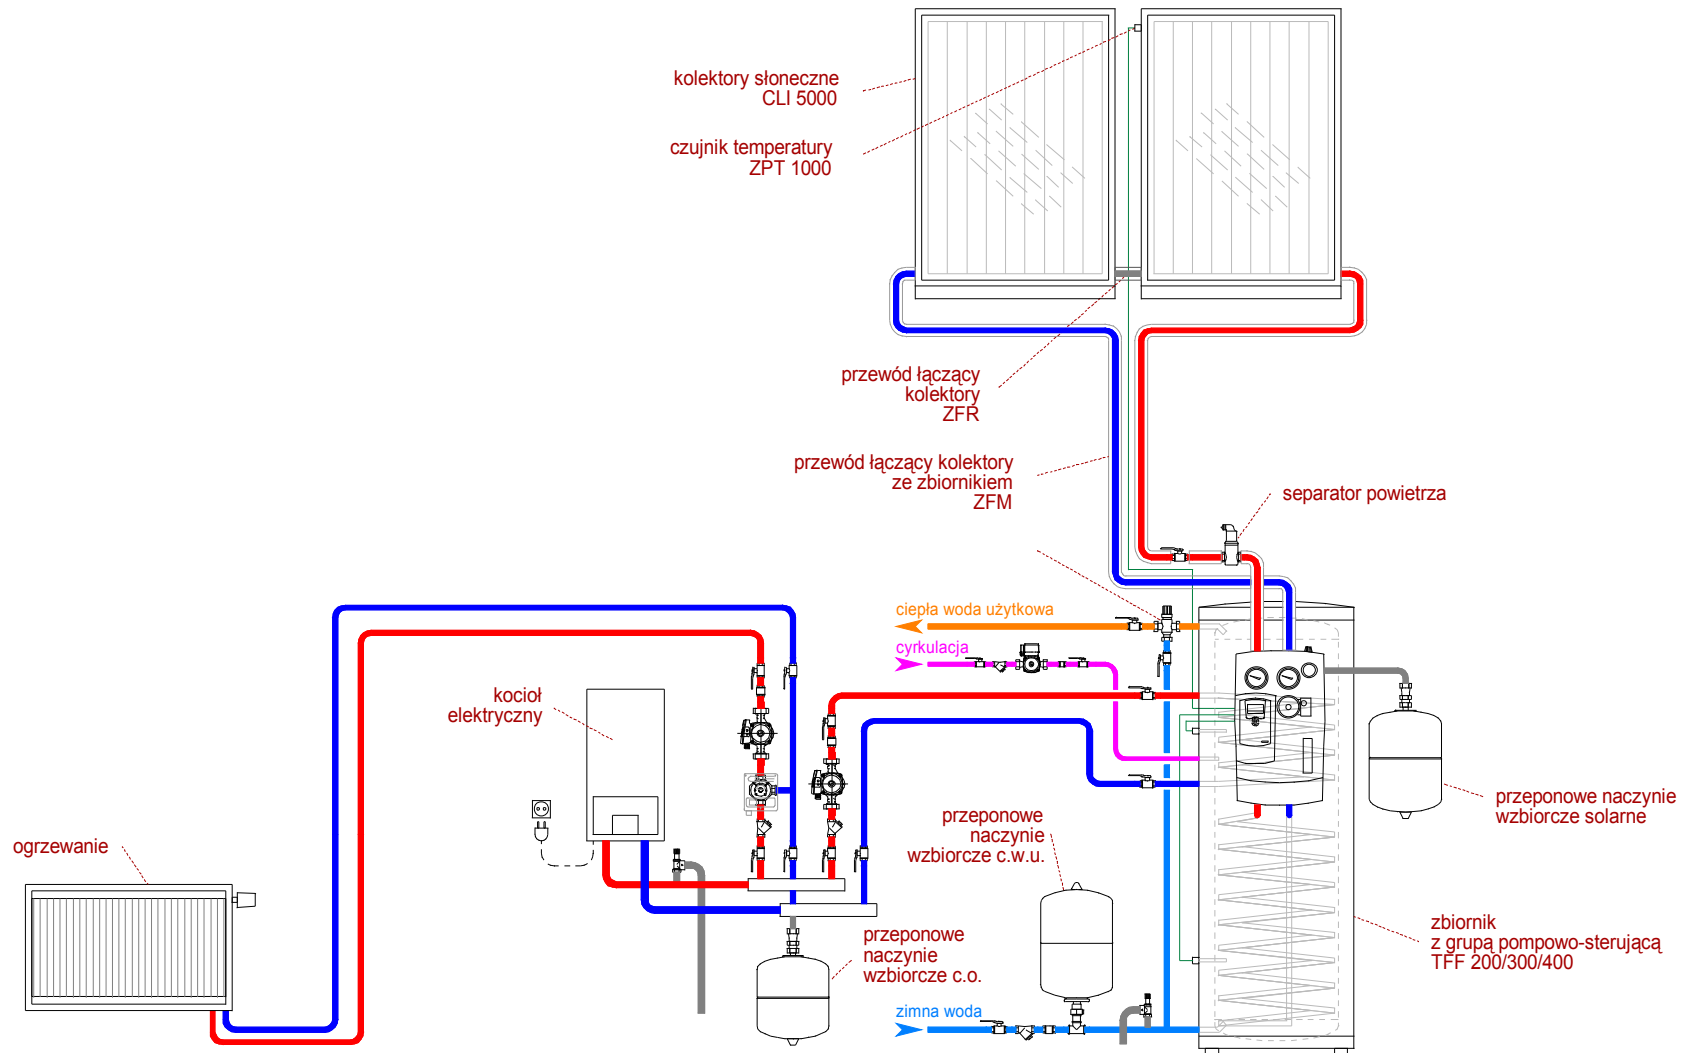 kolektory słoneczne
CLI 5000
czujnik temperatury
ZPT 1000
przewód łączący
kolektory
ZFR
przewód łączący kolektory
ze zbiornikiem
ZFM
separator powietrza
ciepła woda użytkowa
cyrkulacja
kocioł
elektryczny
przeponowe naczynie
wzbiorcze solarne
przeponowe
naczynie
wzbiorcze c.w.u.
ogrzewanie
przeponowe
naczynie
wzbiorcze c.o.
zbiornik
z grupą pompowo-sterującą
TFF 200/300/400
zimna woda